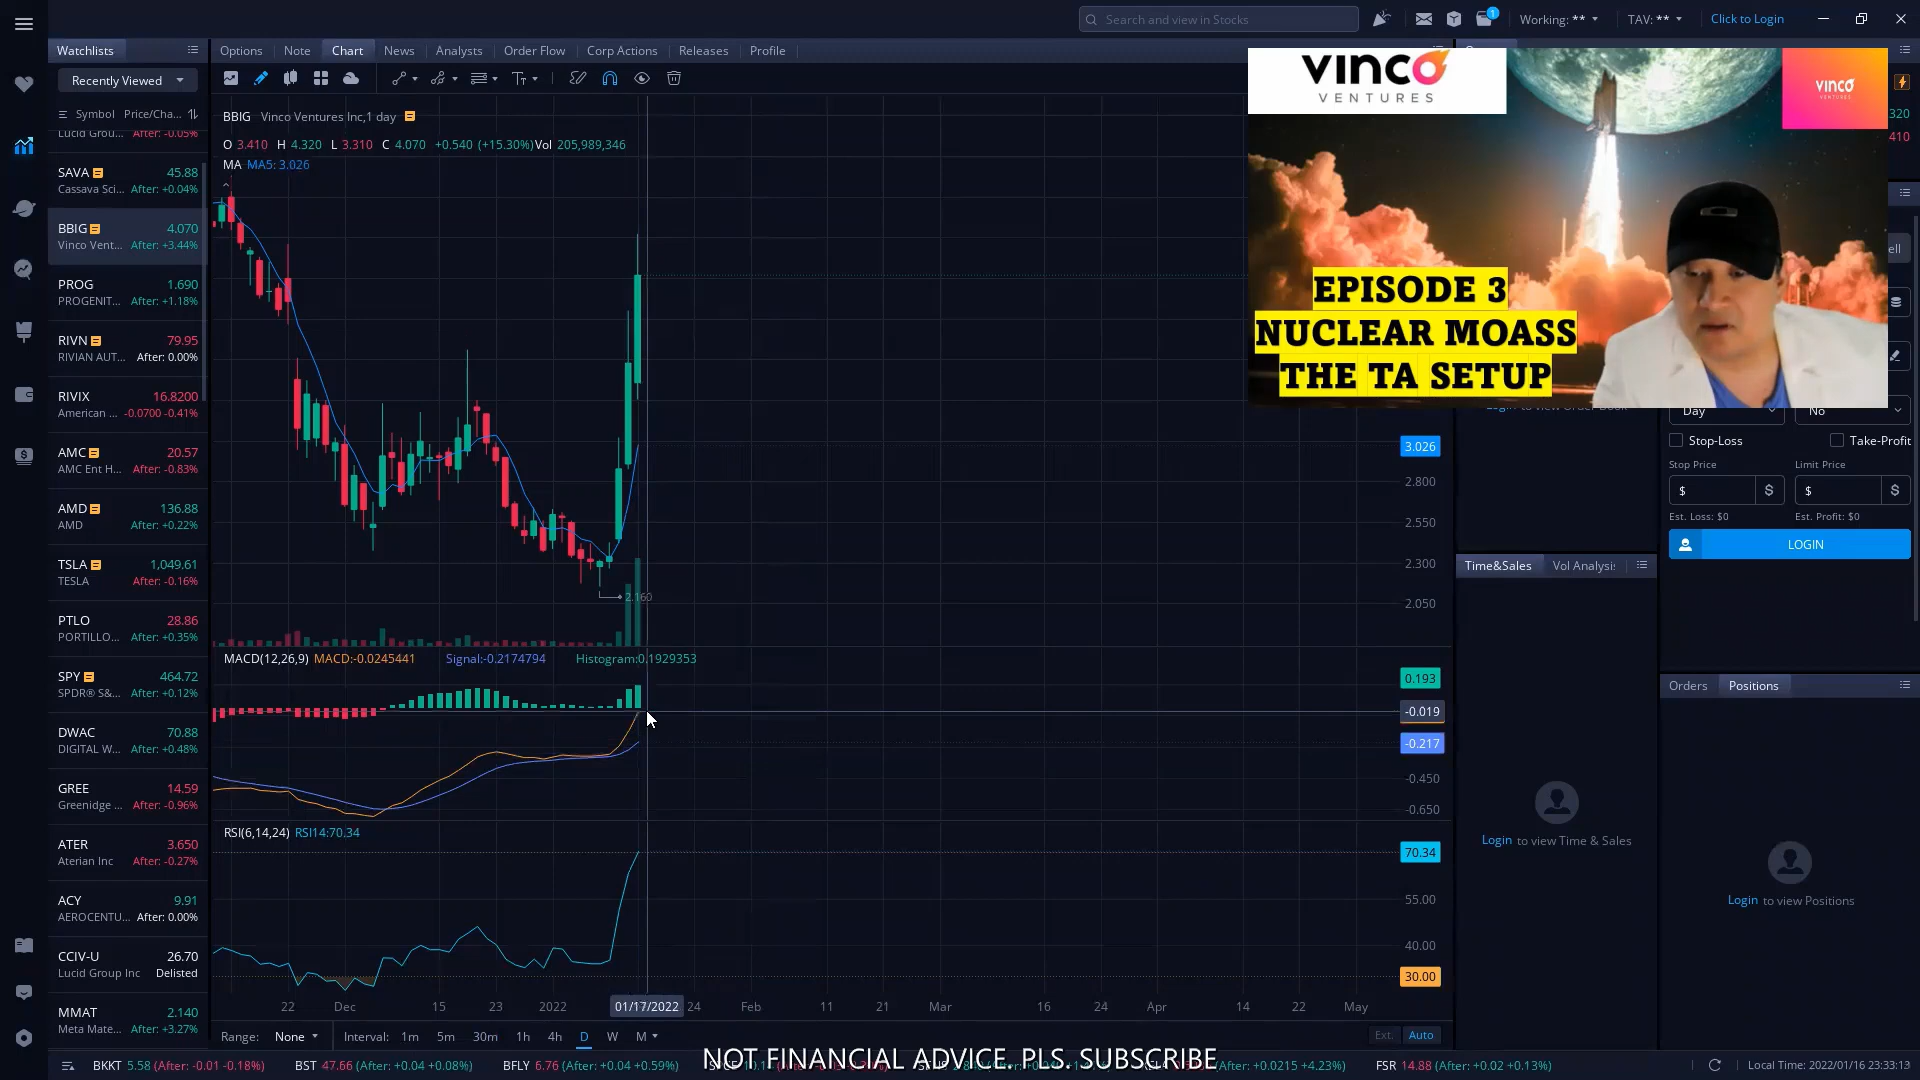 Search and view in Stocks
1
Working: **
TAV: **
Click to Login
Watchlists
Options Note Chart News Analysts Order Flow Corp Actions Releases Profile
Recently Viewed
Symbol Price/Cha...
Lucid Grou... After: -0.05%
SAVA 45.88
Cassava Sci... After: +0.04%
BBIG 4.070
Vinco Vent... After: +3.44%
PROG 1.690
PROGENIT... After: +1.18%
RIVN 79.95
RIVIAN AUT... After: 0.00%
RIVIX 16.8200
American ... -0.0700 -0.41%
AMC 20.57
AMC Ent H... After: -0.83%
AMD 136.88
AMD After: +0.22%
TSLA 1,049.61
TESLA After: -0.16%
PTLO 28.86
PORTILLO... After: +0.35%
SPY 464.72
SPDR® S&... After: +0.12%
DWAC 70.88
DIGITAL W... After: +0.48%
GREE 14.59
Greenidge ... After: -0.96%
ATER 3.650
Aterian Inc After: -0.27%
ACY 9.91
AEROCENTU... After: 0.00%
CCIV-U 26.70
Lucid Group Inc Delisted
MMAT 2.140
Meta Mate... After: +3.27%
BBIG Vinco Ventures Inc,1 day
O 3.410 H 4.320 L 3.310 C 4.070 +0.540 (+15.30%)Vol 205,989,346
MA MA5: 3.026
2.160
3.026
2.800
2.550
2.300
2.050
MACD(12,26,9) MACD:-0.0245441 Signal:-0.2174794 Histogram:0.1929353
0.193
-0.019
-0.217
-0.450
-0.650
RSI(6,14,24) RSI14:70.34
70.34
55.00
40.00
30.00
22 Dec 15 23 2022 01/17/2022 24 Feb 11 21 Mar 16 24 Apr 14 22 May
Range: None Interval: 1m 5m 30m 1h 4h D W M
Ext. Auto
vinco
VENTURES
vinco
VENTURES
EPISODE 3
NUCLEAR MOASS
THE TA SETUP
320
410
ell
Day No
Stop-Loss Take-Profit
Stop Price Limit Price
$ $ $ $
Est. Loss: $0 Est. Profit: $0
LOGIN
Time&Sales Vol Analysi:
Login to view Time & Sales
Orders Positions
Login to view Positions
BKKT 5.58 (After: -0.01 -0.18%) BST 47.66 (After: +0.04 +0.08%) BFLY 6.76 (After: +0.04 +0.59%)
NOT FINANCIAL ADVICE. PLS. SUBSCRIBE
+0.0215 +4.23%) FSR 14.88 (After: +0.02 +0.13%)
Local Time: 2022/01/16 23:33:13